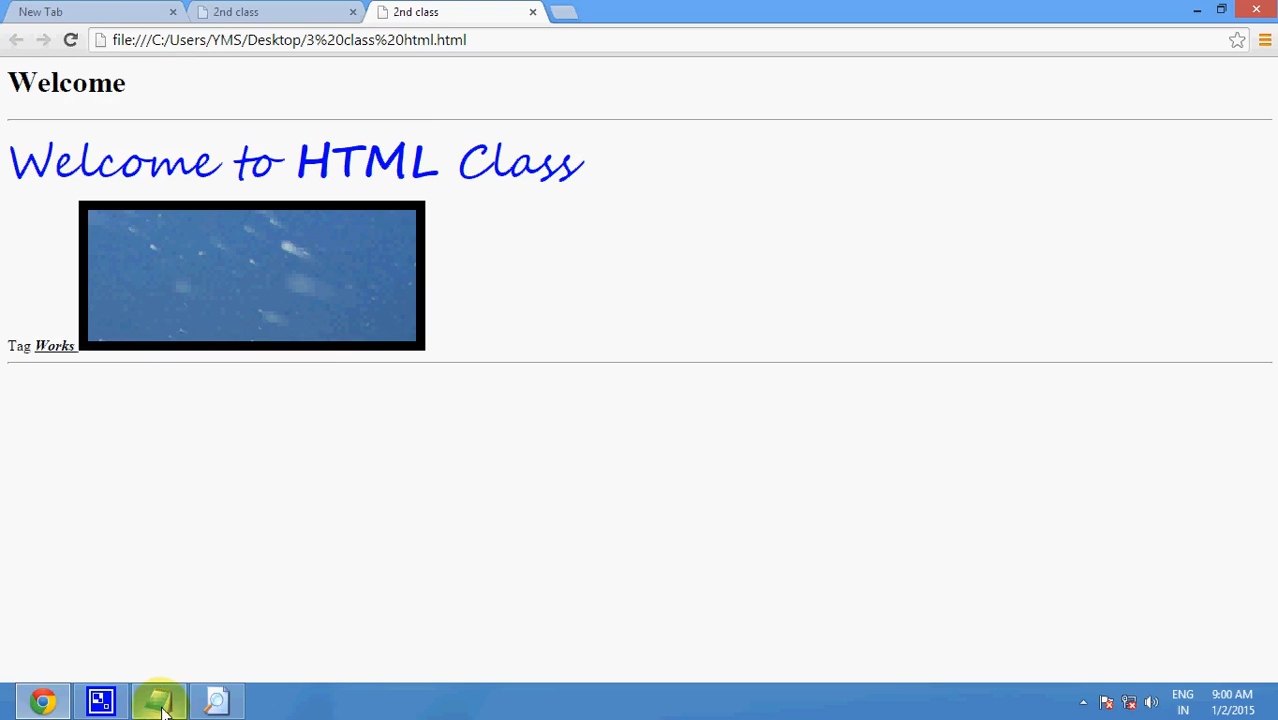 New Tab
2nd class
2nd class
file:///C:/Users/YMS/Desktop/3%20class%20html.html
Welcome
Welcome to HTML Class
Tag Works
ENG
IN
9:00 AM
1/2/2015